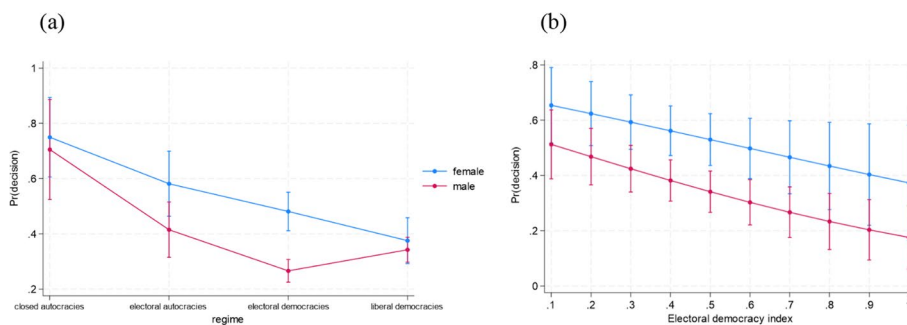 (a)
(b)
Pr(decision)
1
.8
.6
.4
.2
closed autocracies
electoral autocracies
electoral democracies
liberal democracies
regime
female
male
Pr(decision)
.8
.6
.4
.2
0
.1
.2
.3
.4
.5
.6
.7
.8
.9
Electoral democracy index